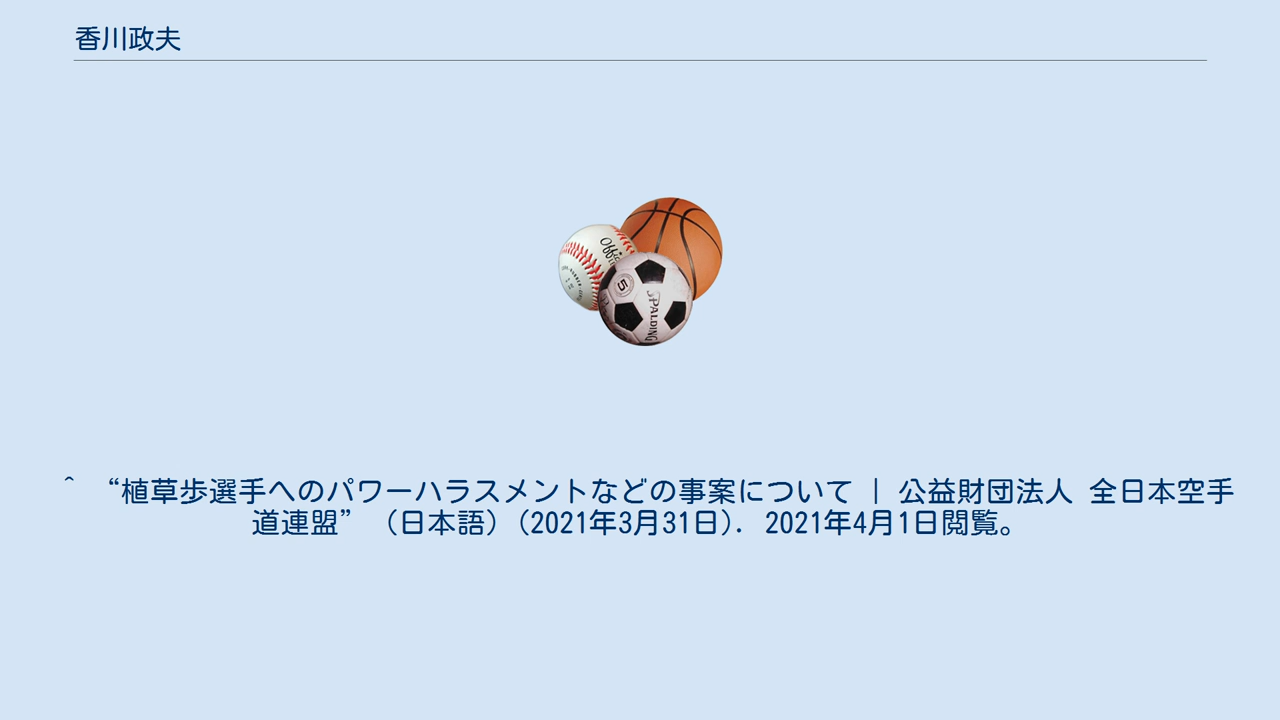 香川政夫
Offic
5
SPALDING
^ “植草歩選手へのパワーハラスメントなどの事案について | 公益財団法人 全日本空手
道連盟” (日本語) (2021年3月31日). 2021年4月1日閲覧。